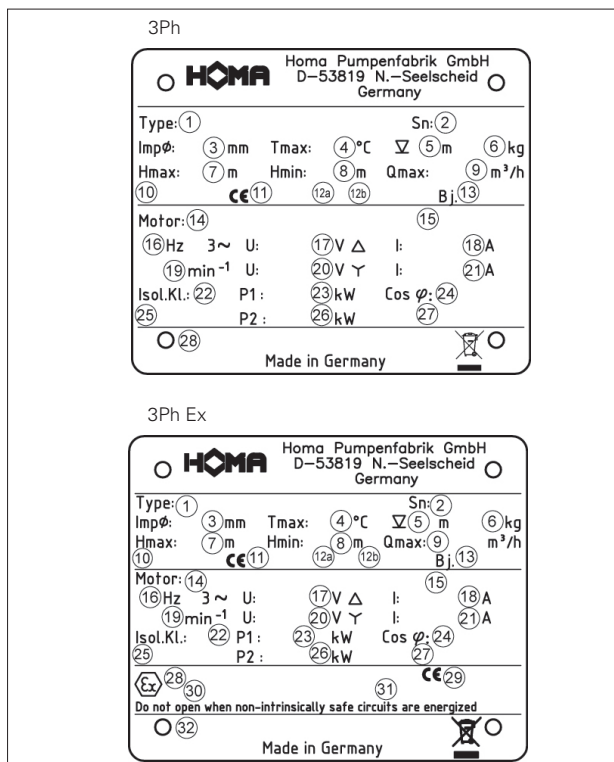 3Ph
HOMA
Homa Pumpenfabrik GmbH
D-53819 N.-Seelscheid
Germany
Type: 1 Sn: 2
ImpØ: 3 mm Tmax: 4 °C ∇ 5 m 6 kg
Hmax: 7 m Hmin: 8 m Qmax: 9 m³/h
10 CE 11 12a 12b Bj. 13
Motor: 14 15
16 Hz 3~ U: 17 V △ I: 18 A
19 min⁻¹ U: 20 V Y I: 21 A
Isol.Kl.: 22 P1: 23 kW Cos φ: 24
25 P2: 26 kW 27
28
Made in Germany
3Ph Ex
HOMA
Homa Pumpenfabrik GmbH
D-53819 N.-Seelscheid
Germany
Type: 1 Sn: 2
ImpØ: 3 mm Tmax: 4 °C ∇ 5 m 6 kg
Hmax: 7 m Hmin: 8 m Qmax: 9 m³/h
10 CE 11 12a 12b Bj. 13
Motor: 14 15
16 Hz 3~ U: 17 V △ I: 18 A
19 min⁻¹ U: 20 V Y I: 21 A
Isol.Kl.: 22 P1: 23 kW Cos φ: 24
25 P2: 26 kW 27
Ex 28 CE 29
30 31
Do not open when non-intrinsically safe circuits are energized
32
Made in Germany